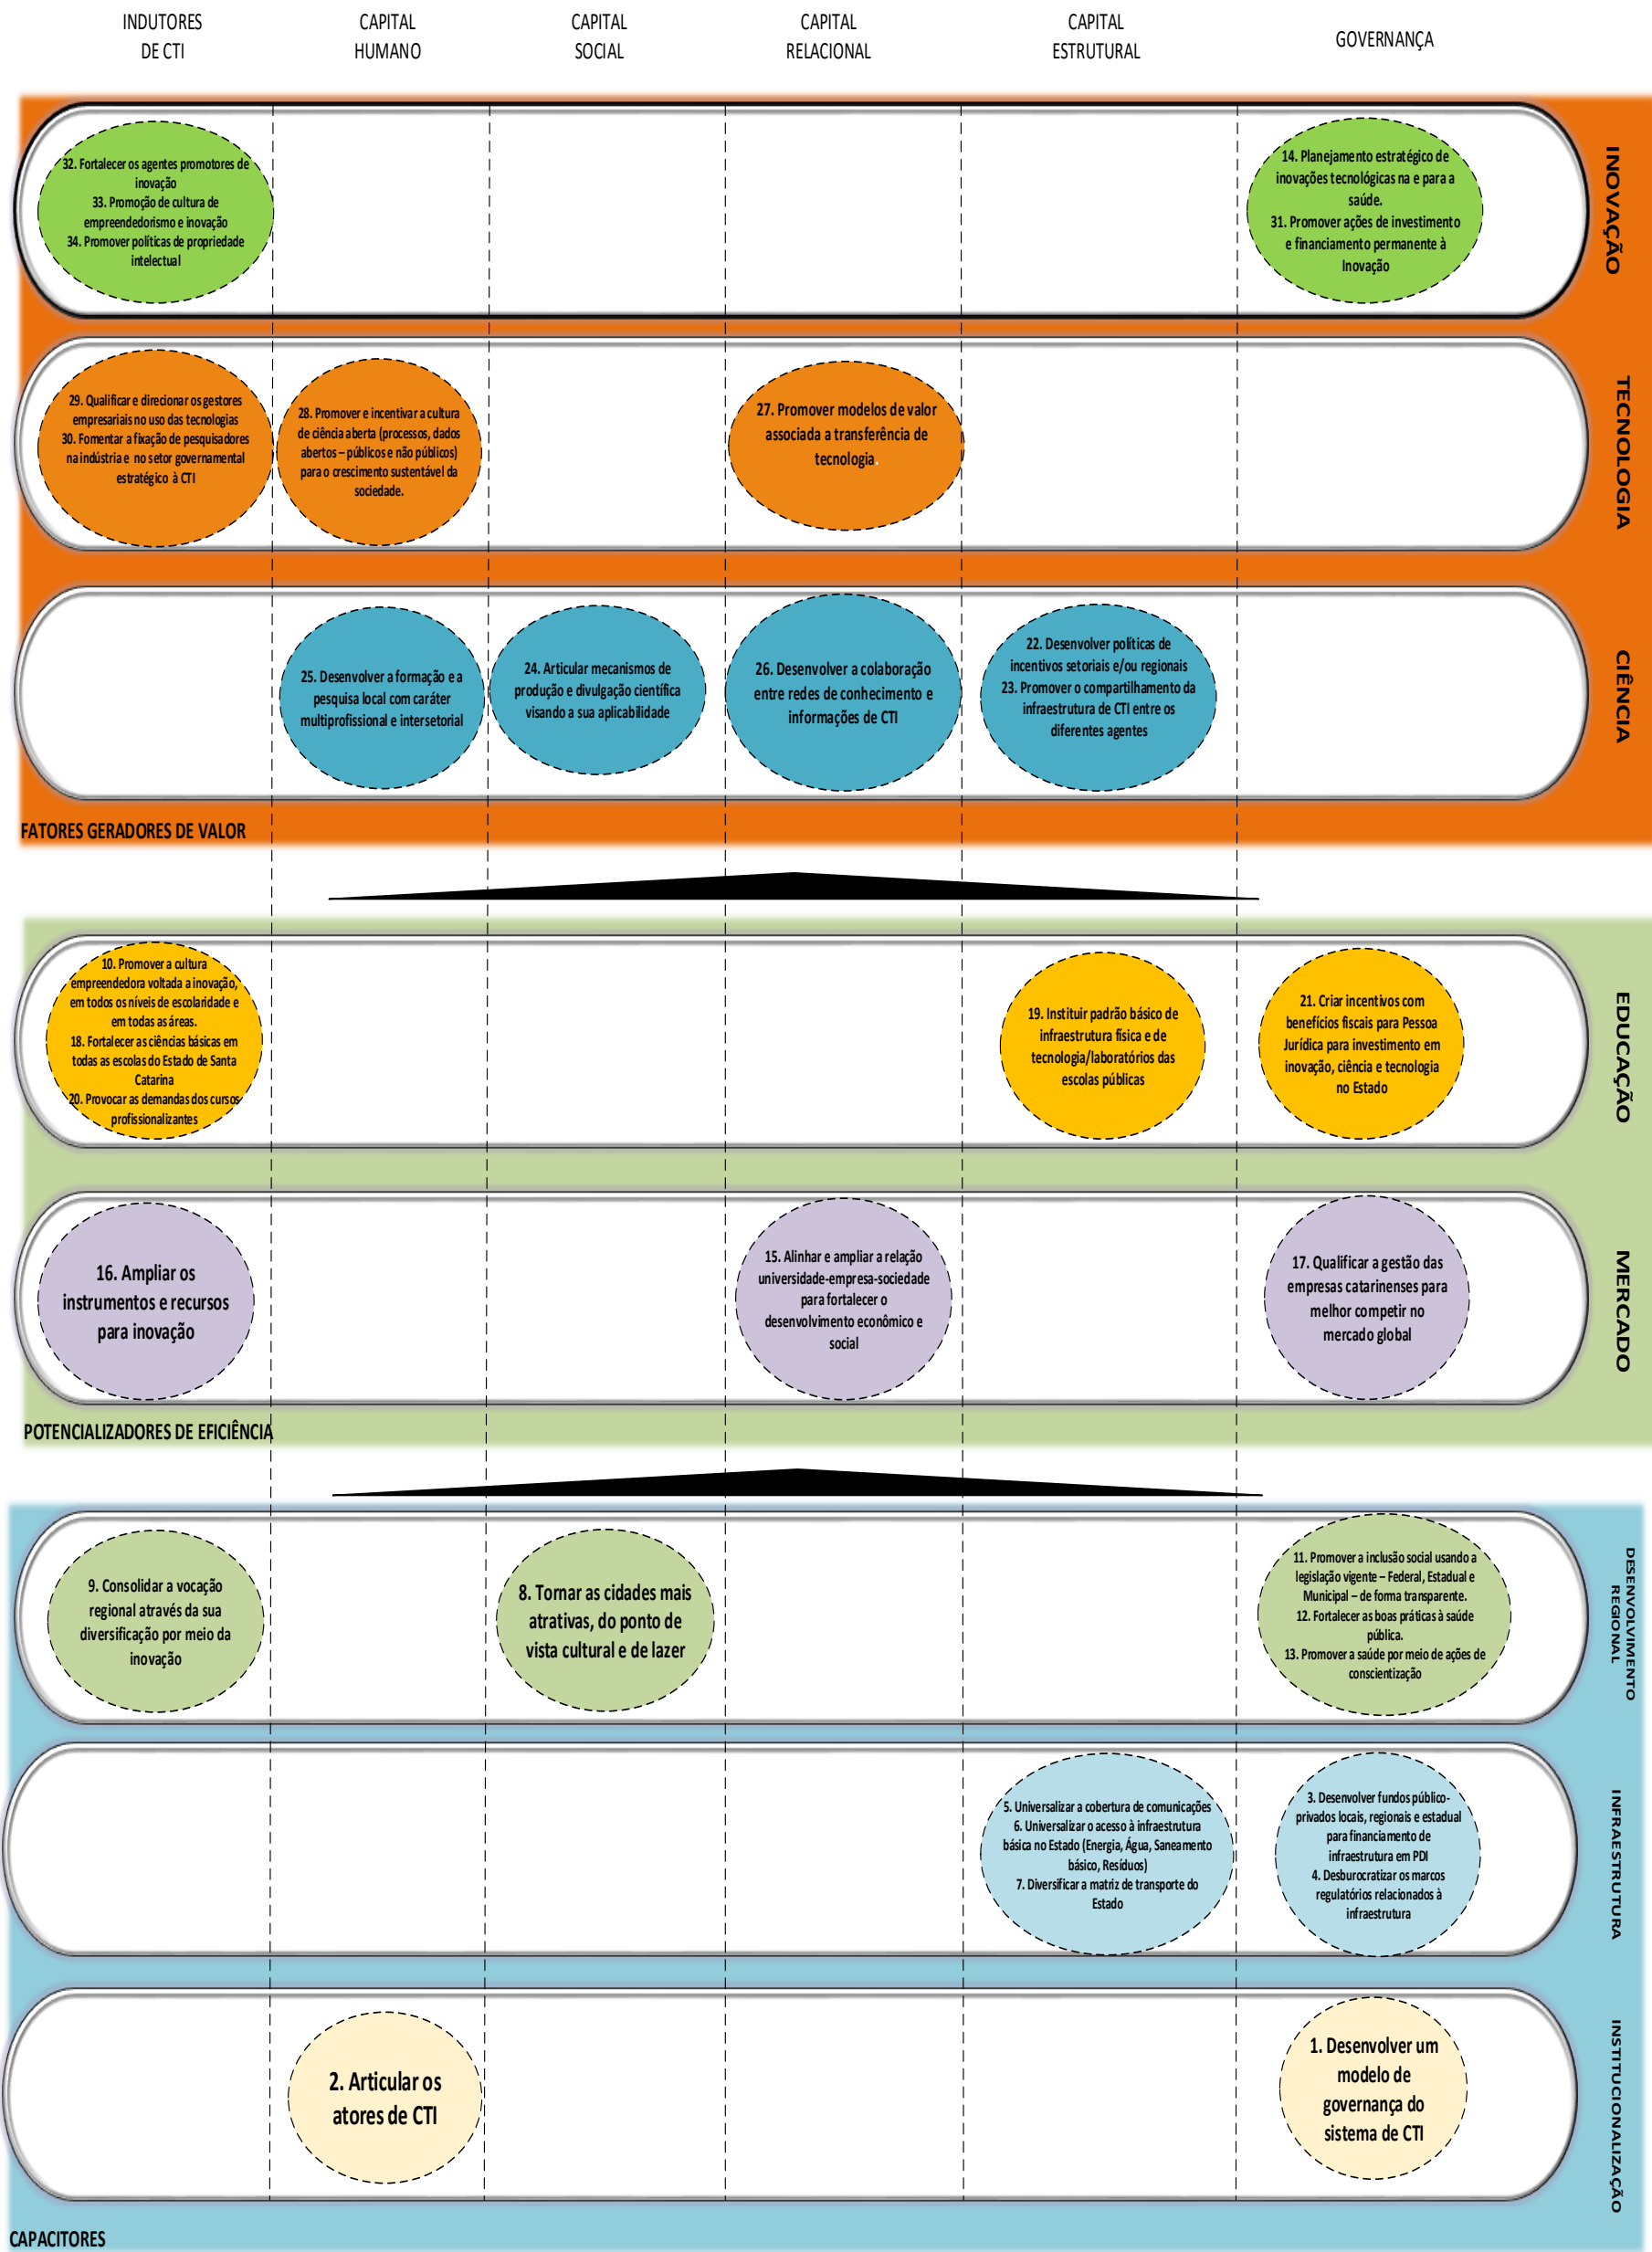 INDUTORES
DE CTI
CAPITAL
HUMANO
CAPITAL
SOCIAL
CAPITAL
RELACIONAL
CAPITAL
ESTRUTURAL
GOVERNANÇA
32. Fortalecer os agentes promotores de
inovação
33. Promoção de cultura de
empreendedorismo e inovação
34. Promover políticas de propriedade
intelectual
14. Planejamento estratégico de
inovações tecnológicas na e para a
saúde.
31. Promover ações de investimento
e financiamento permanente à
Inovação
INOVAÇÃO
29. Qualificar e direcionar os gestores
empresariais no uso das tecnologias
30. Fomentar a fixação de pesquisadores
na indústria e no setor governamental
estratégico à CTI
28. Promover e incentivar a cultura
de ciência aberta (processos, dados
abertos – públicos e não públicos)
para o crescimento sustentável da
sociedade.
27. Promover modelos de valor
associada a transferência de
tecnologia.
TECNOLOGIA
25. Desenvolver a formação e a
pesquisa local com caráter
multiprofissional e intersetorial
24. Articular mecanismos de
produção e divulgação científica
visando a sua aplicabilidade
26. Desenvolver a colaboração
entre redes de conhecimento e
informações de CTI
22. Desenvolver políticas de
incentivos setoriais e/ou regionais
23. Promover o compartilhamento da
infraestrutura de CTI entre os
diferentes agentes
CIÊNCIA
FATORES GERADORES DE VALOR
10. Promover a cultura
empreendedora voltada a inovação,
em todos os níveis de escolaridade e
em todas as áreas.
18. Fortalecer as ciências básicas em
todas as escolas do Estado de Santa
Catarina
20. Provocar as demandas dos cursos
profissionalizantes
19. Instituir padrão básico de
infraestrutura física e de
tecnologia/laboratórios das
escolas públicas
21. Criar incentivos com
benefícios fiscais para Pessoa
Jurídica para investimento em
inovação, ciência e tecnologia
no Estado
EDUCAÇÃO
16. Ampliar os
instrumentos e recursos
para inovação
15. Alinhar e ampliar a relação
universidade-empresa-sociedade
para fortalecer o
desenvolvimento econômico e
social
17. Qualificar a gestão das
empresas catarinenses para
melhor competir no
mercado global
MERCADO
POTENCIALIZADORES DE EFICIÊNCIA
9. Consolidar a vocação
regional através da sua
diversificação por meio da
inovação
8. Tornar as cidades mais
atrativas, do ponto de
vista cultural e de lazer
11. Promover a inclusão social usando a
legislação vigente – Federal, Estadual e
Municipal – de forma transparente.
12. Fortalecer as boas práticas à saúde
pública.
13. Promover a saúde por meio de ações de
conscientização
DESENVOLVIMENTO
REGIONAL
5. Universalizar a cobertura de comunicações
6. Universalizar o acesso à infraestrutura
básica no Estado (Energia, Água, Saneamento
básico, Resíduos)
7. Diversificar a matriz de transporte do
Estado
3. Desenvolver fundos público-
privados locais, regionais e estadual
para financiamento de
infraestrutura em PDI
4. Desburocratizar os marcos
regulatórios relacionados à
infraestrutura
INFRAESTRUTURA
2. Articular os
atores de CTI
1. Desenvolver um
modelo de
governança do
sistema de CTI
INSTITUCIONALIZAÇÃO
CAPACITORES